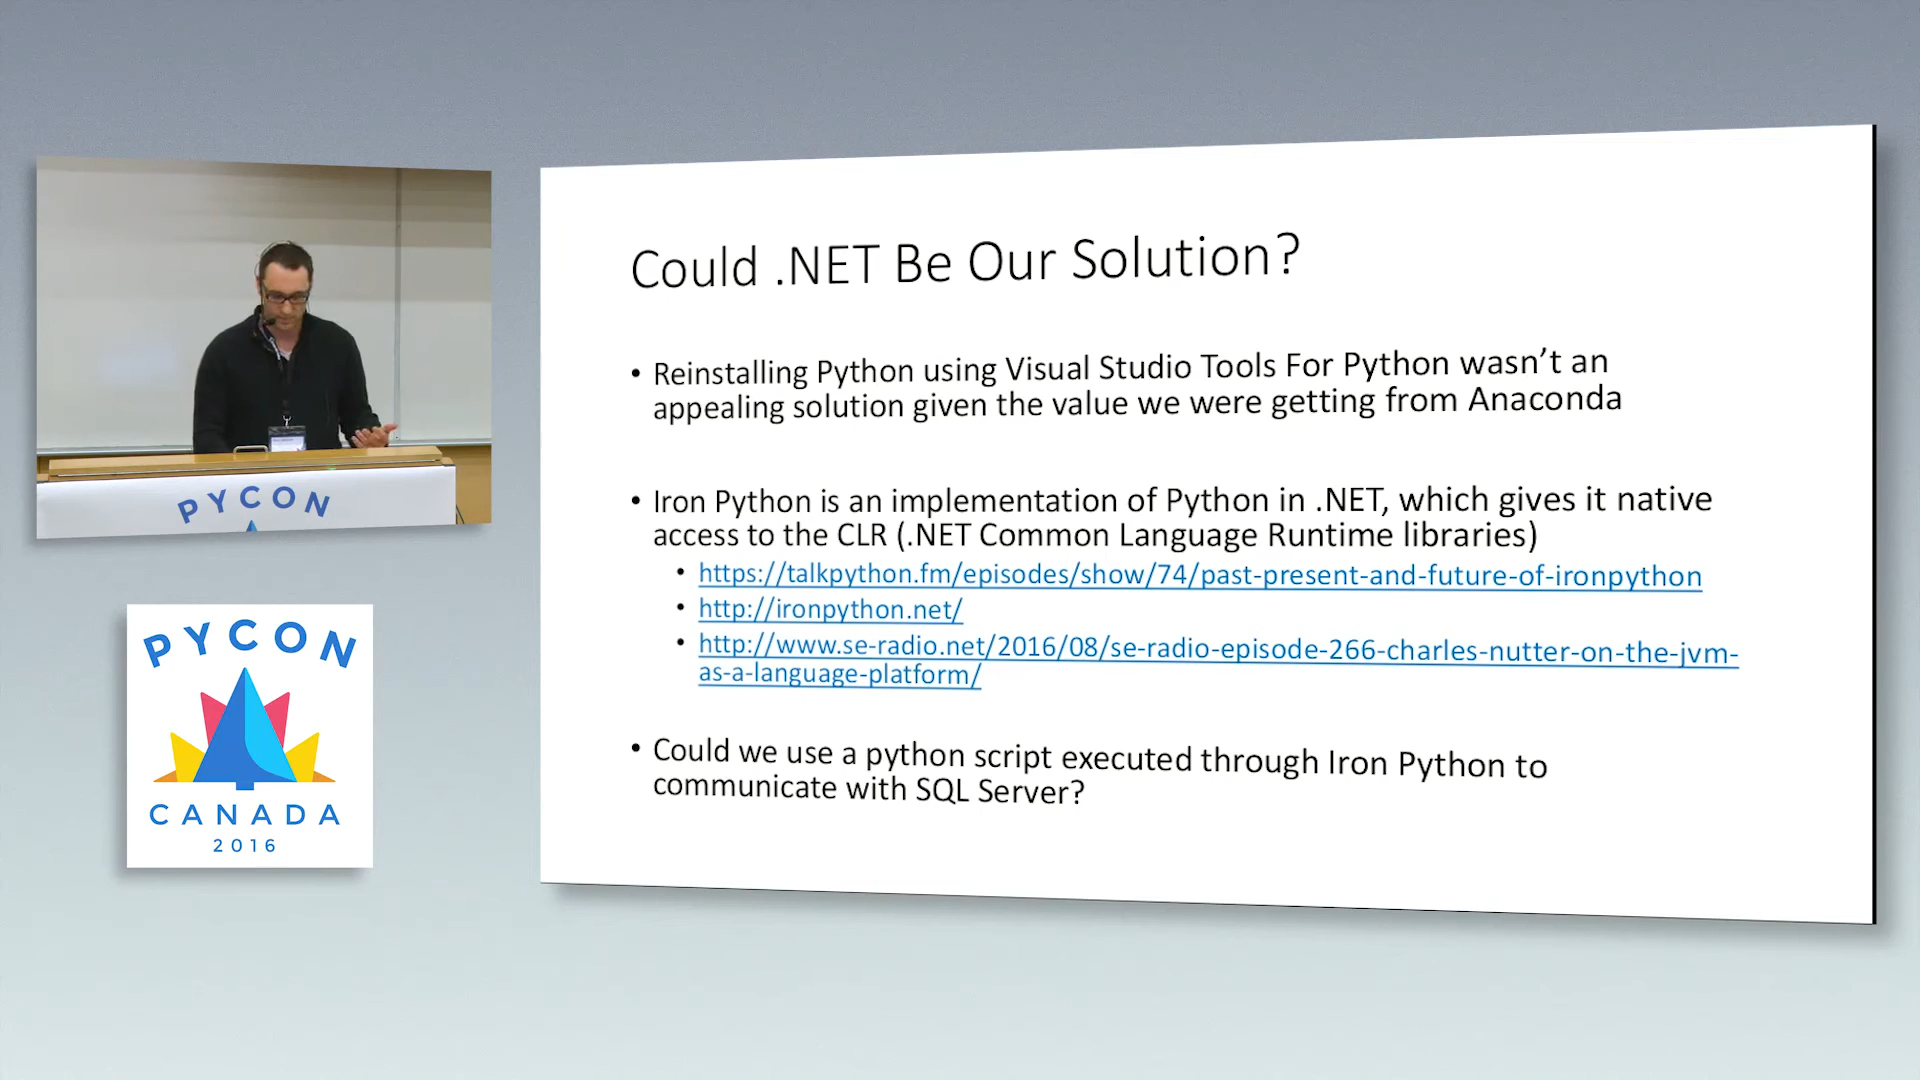 PYCON
PYCON
CANADA
2016
Could .NET Be Our Solution?
• Reinstalling Python using Visual Studio Tools For Python wasn’t an
appealing solution given the value we were getting from Anaconda
• Iron Python is an implementation of Python in .NET, which gives it native
access to the CLR (.NET Common Language Runtime libraries)
• https://talkpython.fm/episodes/show/74/past-present-and-future-of-ironpython
• http://ironpython.net/
• http://www.se-radio.net/2016/08/se-radio-episode-266-charles-nutter-on-the-jvm-
as-a-language-platform/
• Could we use a python script executed through Iron Python to
communicate with SQL Server?